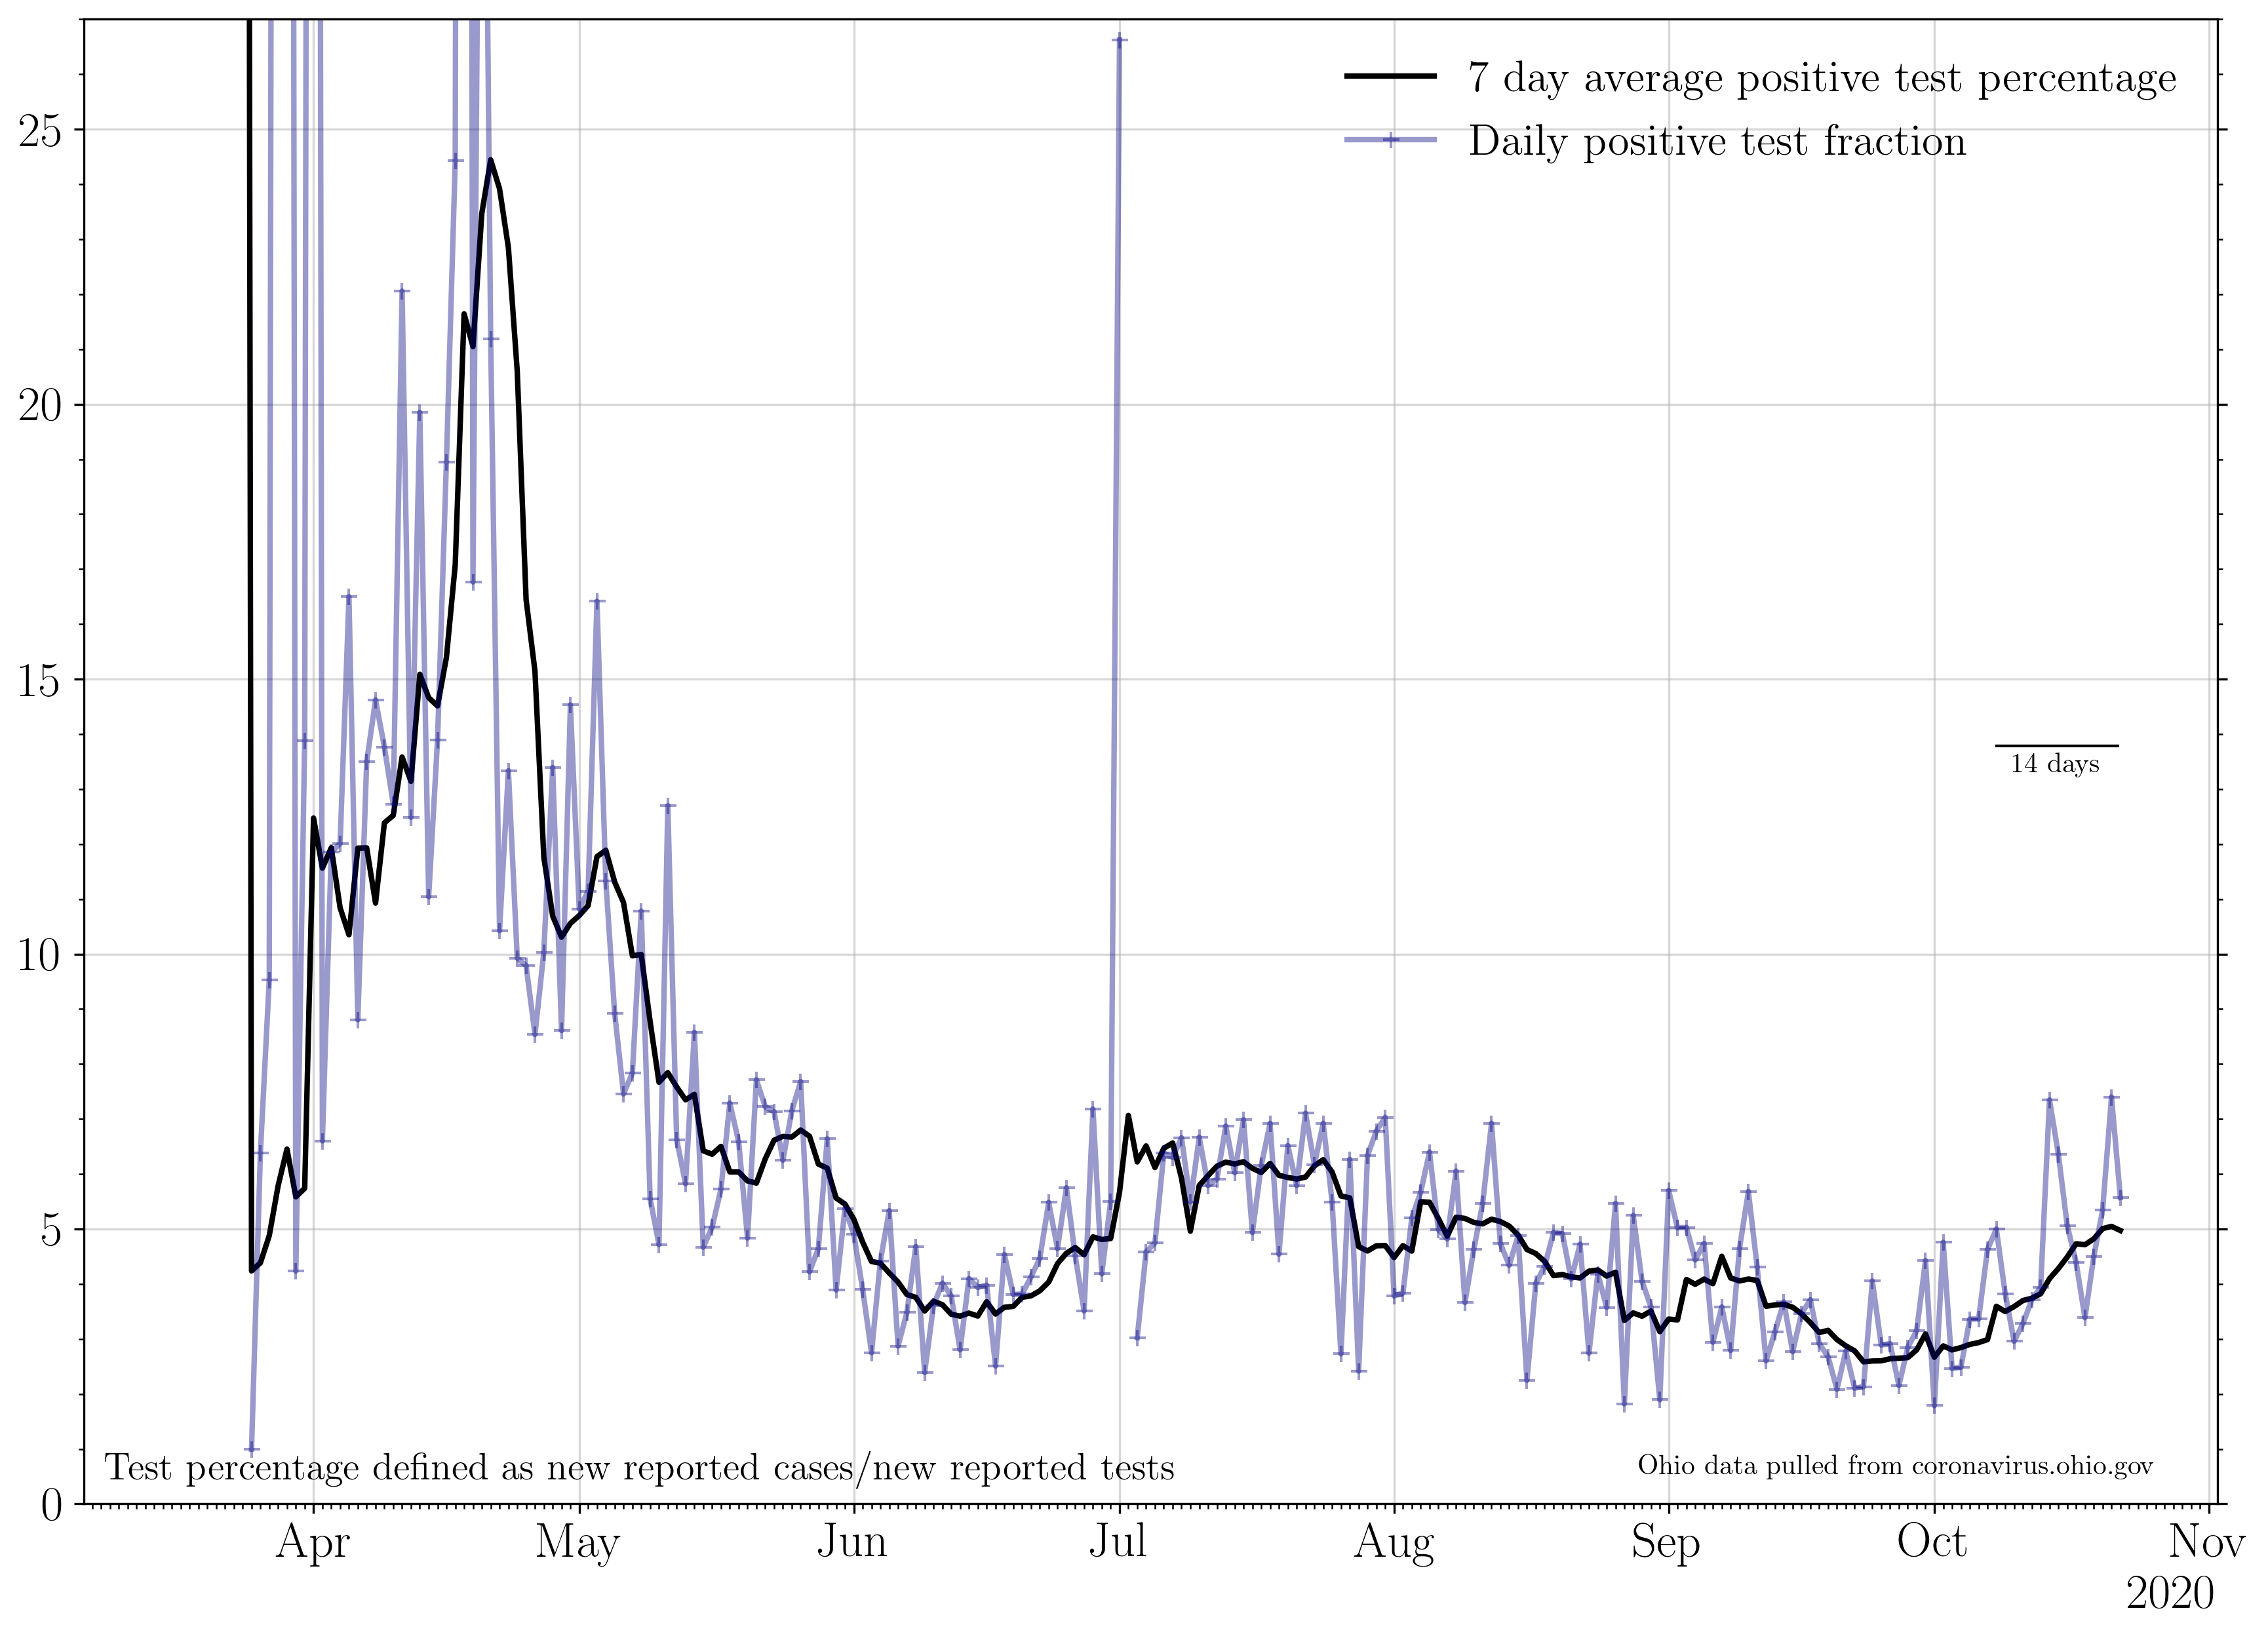 7 day average positive test percentage
Daily positive test fraction
25
20
15
14 days
10
5
Test percentage defined as new reported cases/new reported tests
Ohio data pulled from coronavirus.ohio.gov
0
Apr May Jun Jul Aug Sep Oct Nov
2020